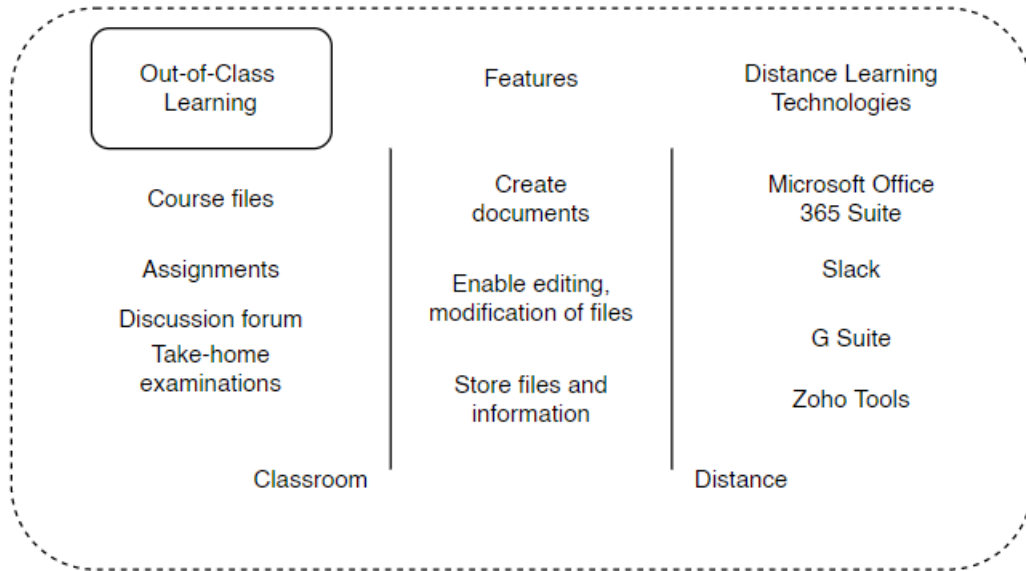 Out-of-Class
Learning
Features
Distance Learning
Technologies
Course files
Assignments
Discussion forum
Take-home
examinations
Create
documents
Enable editing,
modification of files
Store files and
information
Microsoft Office
365 Suite
Slack
G Suite
Zoho Tools
Classroom
Distance